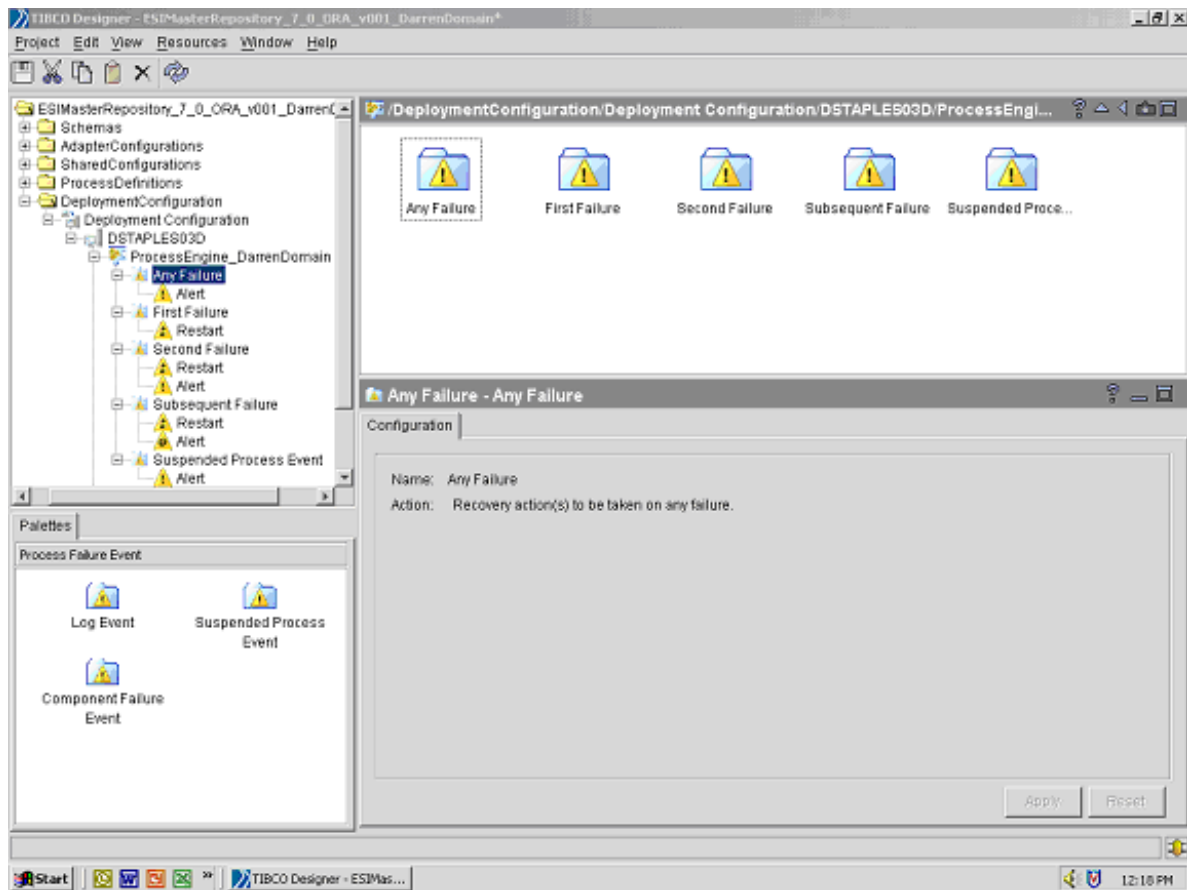 TIBCO Designer - ESIMasterRepository_7_0_ORA_v001_DarrenDomain*
Project Edit View Resources Window Help
ESIMasterRepository_7_0_ORA_v001_Darren
Schemas
AdapterConfigurations
SharedConfigurations
ProcessDefinitions
DeploymentConfiguration
Deployment Configuration
DSTAPLES03D
ProcessEngine_DarrenDomain
Any Failure
Alert
First Failure
Restart
Second Failure
Restart
Alert
Subsequent Failure
Restart
Alert
Suspended Process Event
Alert
Palettes
Process Failure Event
Log Event
Suspended Process Event
Component Failure Event
/DeploymentConfiguration/Deployment Configuration/DSTAPLES03D/ProcessEngi...
Any Failure
First Failure
Second Failure
Subsequent Failure
Suspended Proce...
Any Failure - Any Failure
Configuration
Name: Any Failure
Action: Recovery action(s) to be taken on any failure.
Apply
Reset
Start
TIBCO Designer - ESIMas...
12:18 PM